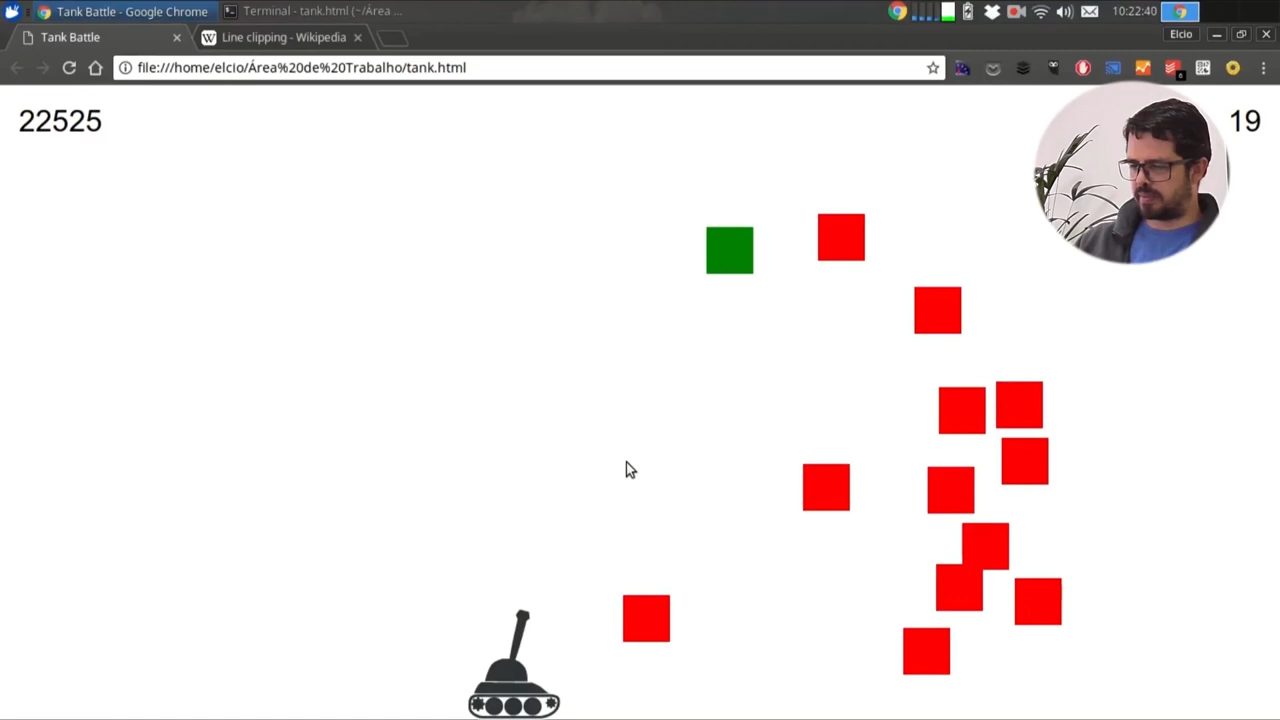 Tank Battle - Google Chrome
Terminal - tank.html (~/Área ...
10:22:40
Tank Battle
Line clipping - Wikipedia
Elcio
file:///home/elcio/Área%20de%20Trabalho/tank.html
6
22525
19